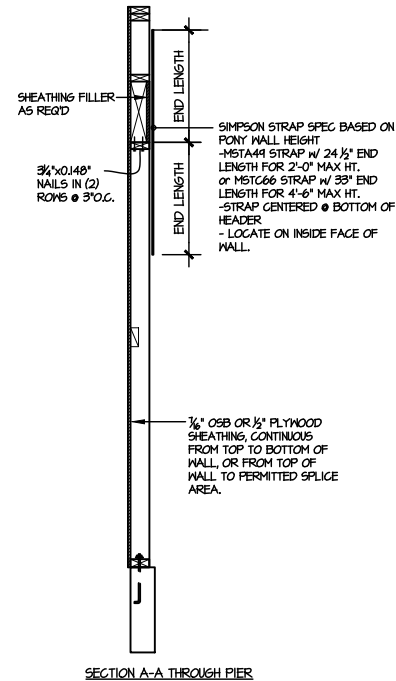 SHEATHING FILLER
AS REQ'D
END LENGTH
SIMPSON STRAP SPEC BASED ON
PONY WALL HEIGHT
-MSTA49 STRAP W/ 24 1/2" END
LENGTH FOR 2'-0" MAX HT.
or MSTC66 STRAP W/ 33" END
LENGTH FOR 4'-6" MAX HT.
-STRAP CENTERED @ BOTTOM OF
HEADER
- LOCATE ON INSIDE FACE OF
WALL.
3 1/4"x0.148"
NAILS IN (2)
ROWS @ 3"O.C.
END LENGTH
7/16" OSB OR 1/2" PLYWOOD
SHEATHING, CONTINUOUS
FROM TOP TO BOTTOM OF
WALL, OR FROM TOP OF
WALL TO PERMITTED SPLICE
AREA.
SECTION A-A THROUGH PIER